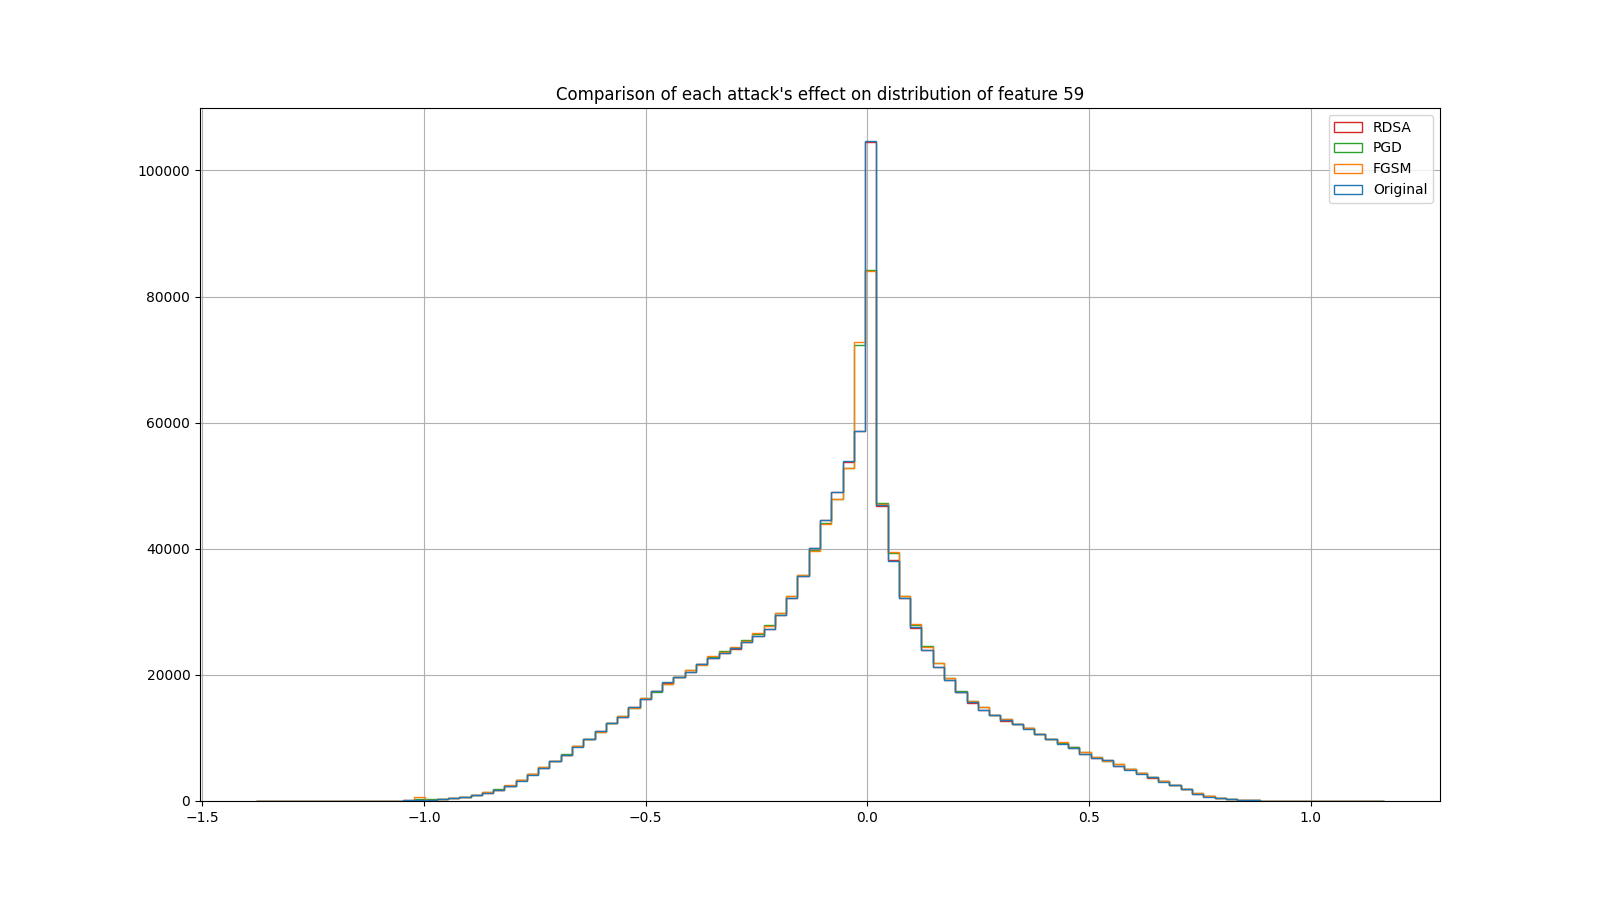 Comparison of each attack's effect on distribution of feature 59
RDSA
PGD
FGSM
Original
100000
80000
60000
40000
20000
0
−1.5 −1.0 −0.5 0.0 0.5 1.0